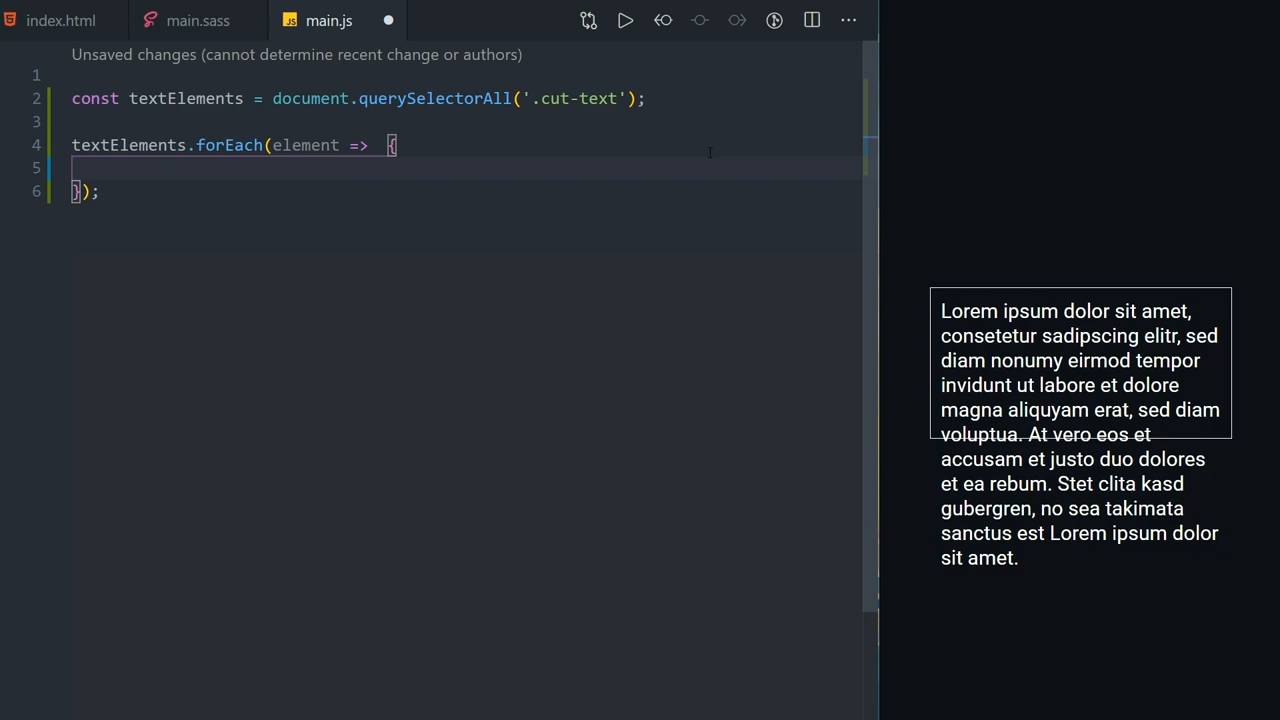 index.html
main.sass
JS main.js
Unsaved changes (cannot determine recent change or authors)
1
2 const textElements = document.querySelectorAll('.cut-text');
3
4 textElements.forEach(element =>  {
5
6 });
Lorem ipsum dolor sit amet,
consetetur sadipscing elitr, sed
diam nonumy eirmod tempor
invidunt ut labore et dolore
magna aliquyam erat, sed diam
voluptua. At vero eos et
accusam et justo duo dolores
et ea rebum. Stet clita kasd
gubergren, no sea takimata
sanctus est Lorem ipsum dolor
sit amet.